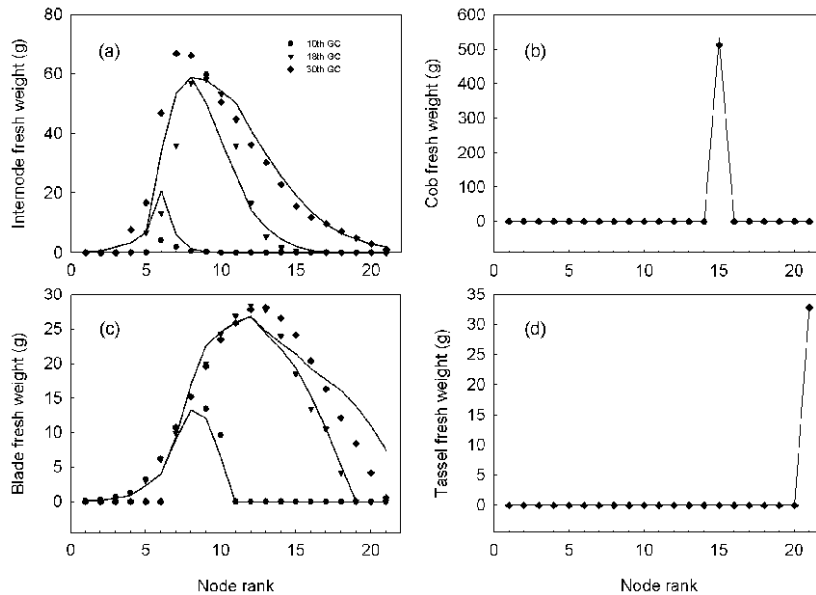 (a)
10th GC
18th GC
30th GC
Internode fresh weight (g)
80
60
40
20
0
0 5 10 15 20
(b)
Cob fresh weight (g)
600
500
400
300
200
100
0
0 5 10 15 20
(c)
Blade fresh weight (g)
30
25
20
15
10
5
0
0 5 10 15 20
Node rank
(d)
Tassel fresh weight (g)
35
30
25
20
15
10
5
0
0 5 10 15 20
Node rank